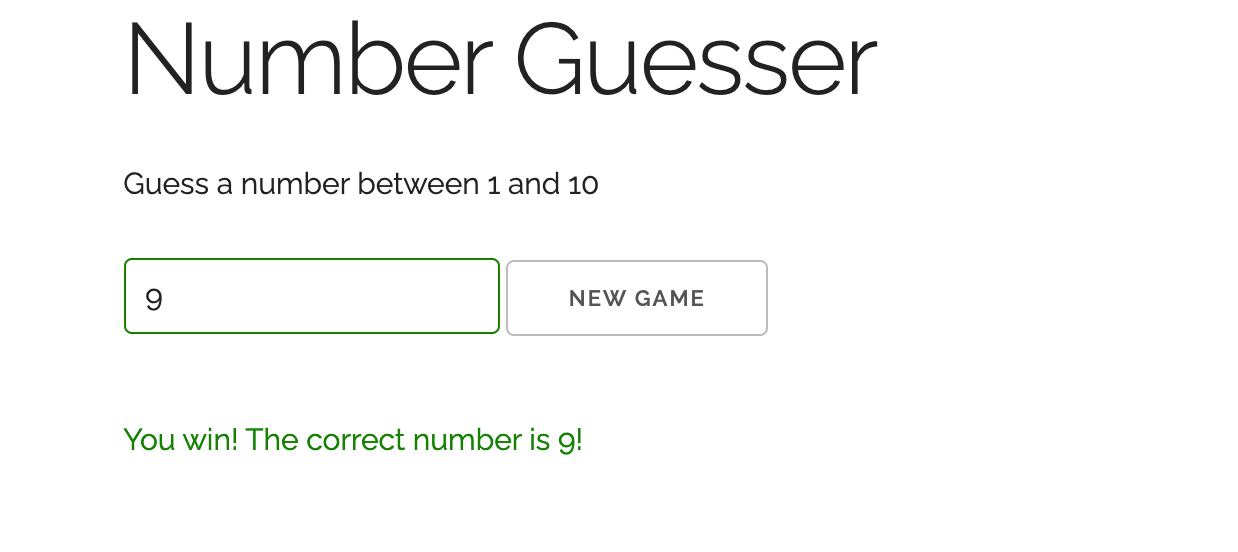 Number Guesser
Guess a number between 1 and 10
9
NEW GAME
You win! The correct number is 9!